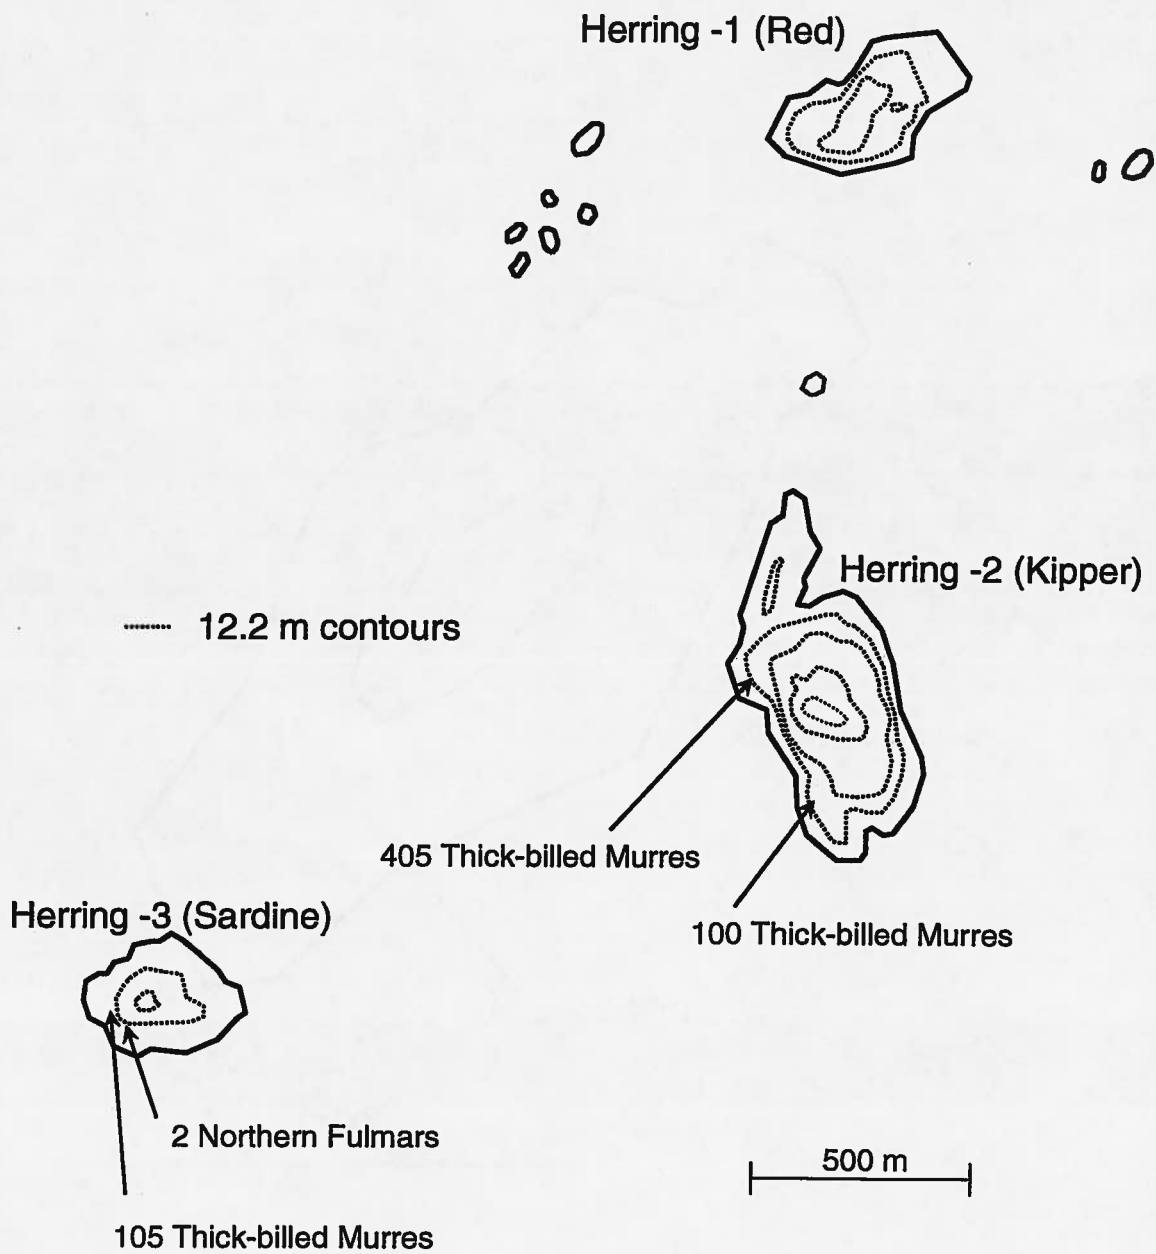 Herring -1 (Red)
Herring -2 (Kipper)
12.2 m contours
405 Thick-billed Murres
Herring -3 (Sardine)
100 Thick-billed Murres
2 Northern Fulmars
500 m
105 Thick-billed Murres